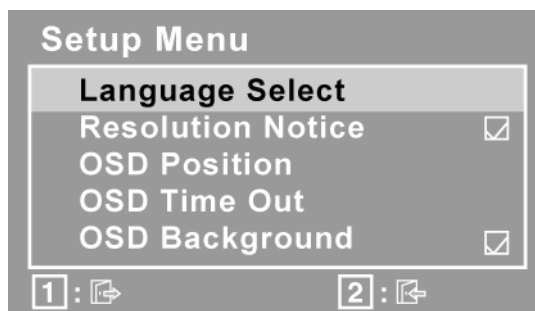 Setup Menu
Language Select
Resolution Notice
OSD Position
OSD Time Out
OSD Background
1 : 2 :